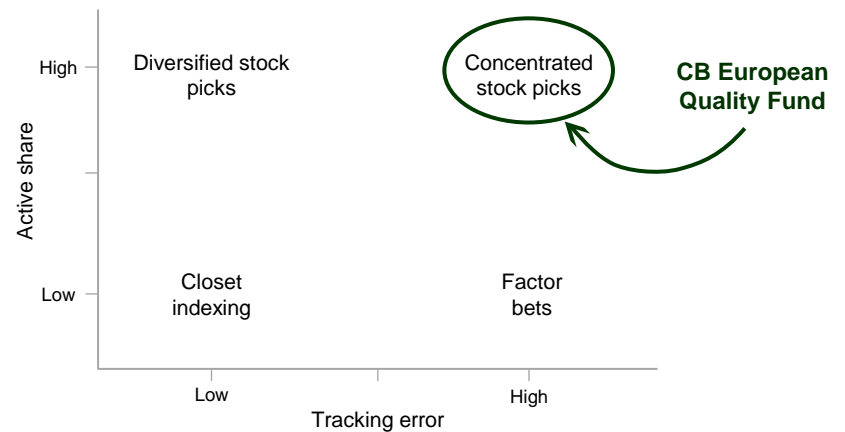 High
Diversified stock
picks
Concentrated
stock picks
CB European
Quality Fund
Active share
Low
Closet
indexing
Factor
bets
Low
High
Tracking error